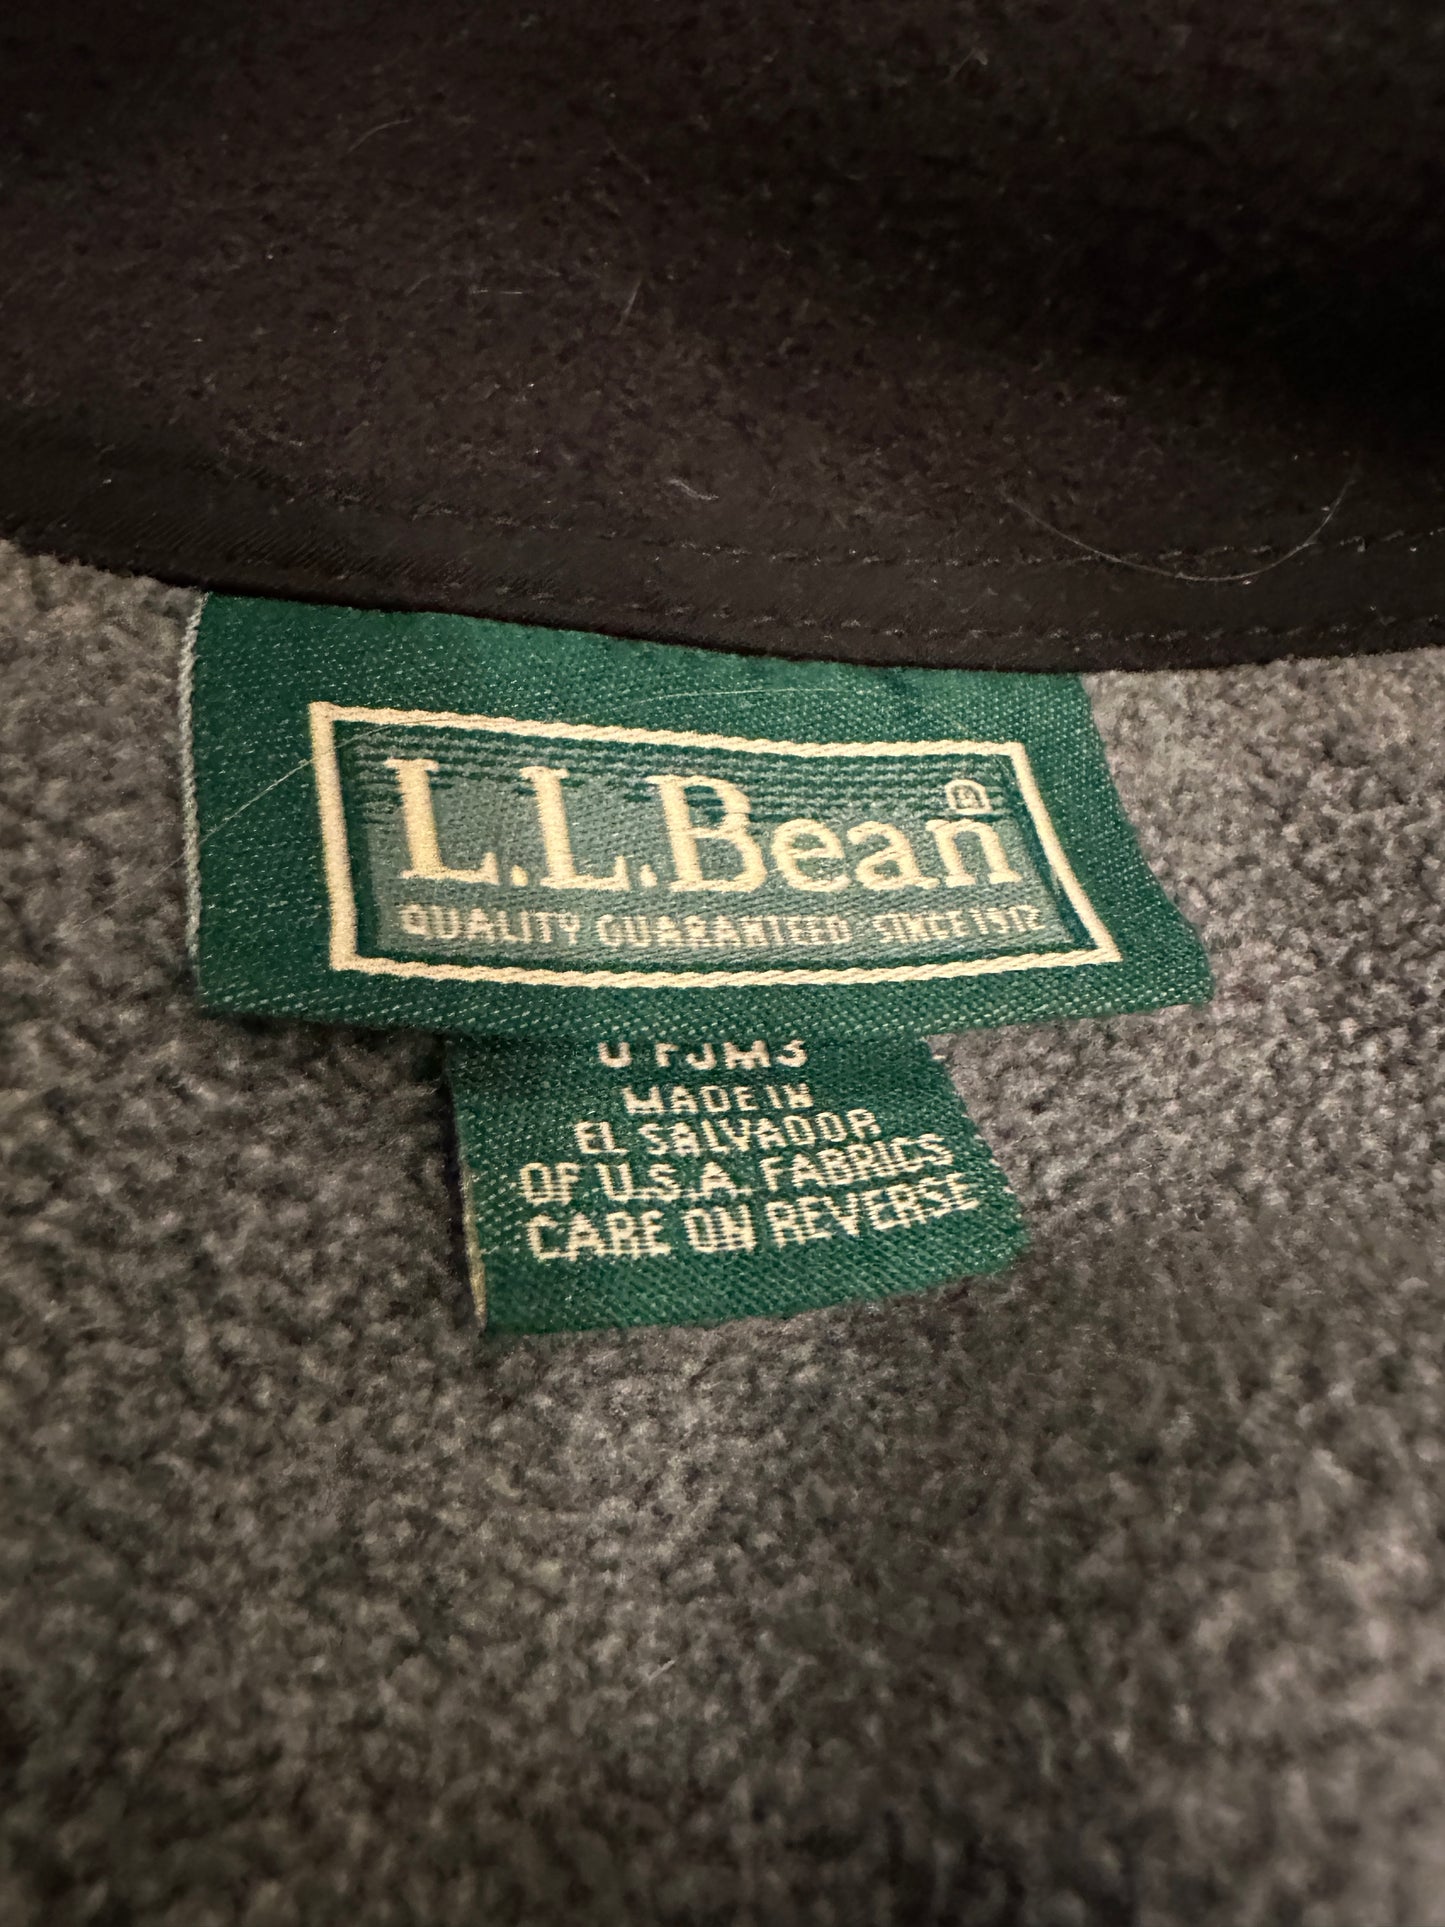 L.L.Bean
QUALITY GUARANTEED SINCE 1912
MADE IN
EL SALVADOR
OF U.S.A. FABRICS
CARE ON REVERSE